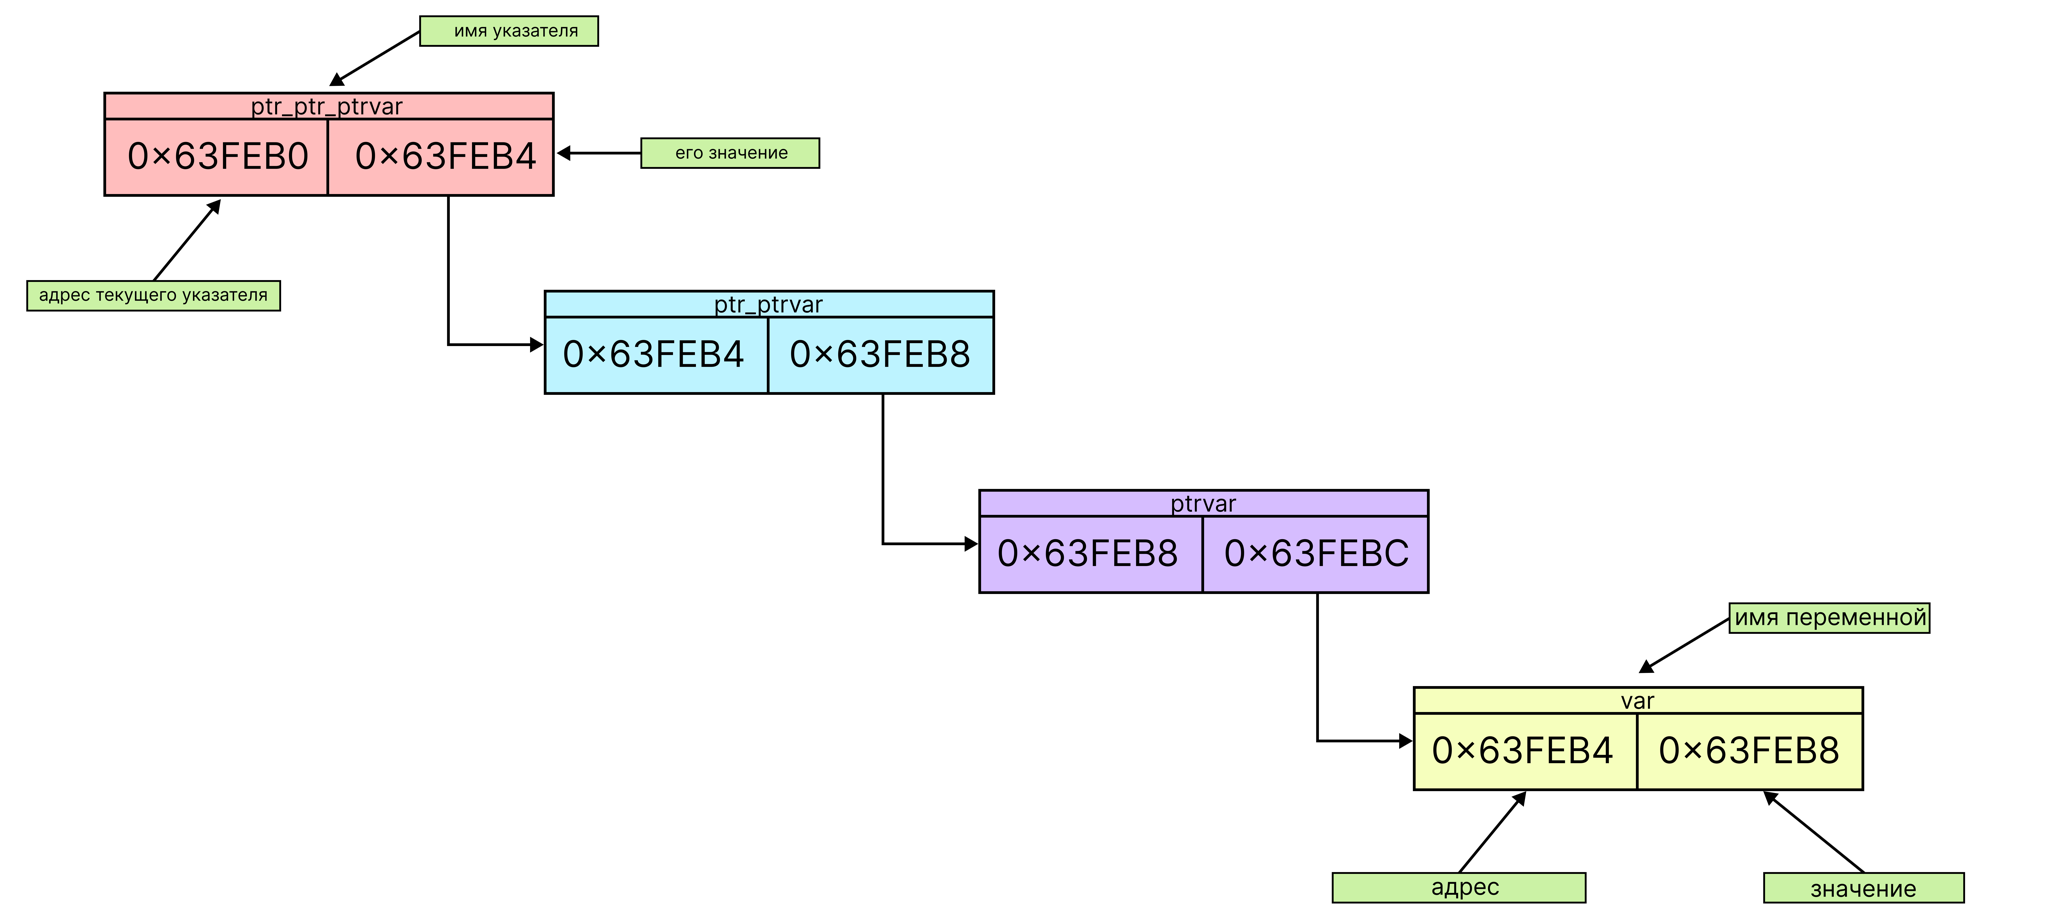 имя указателя
ptr_ptr_ptrvar
0×63FEB0 0×63FEB4
его значение
адрес текущего указателя
ptr_ptrvar
0×63FEB4 0×63FEB8
ptrvar
0×63FEB8 0×63FEBC
имя переменной
var
0×63FEB4 0×63FEB8
адрес
значение